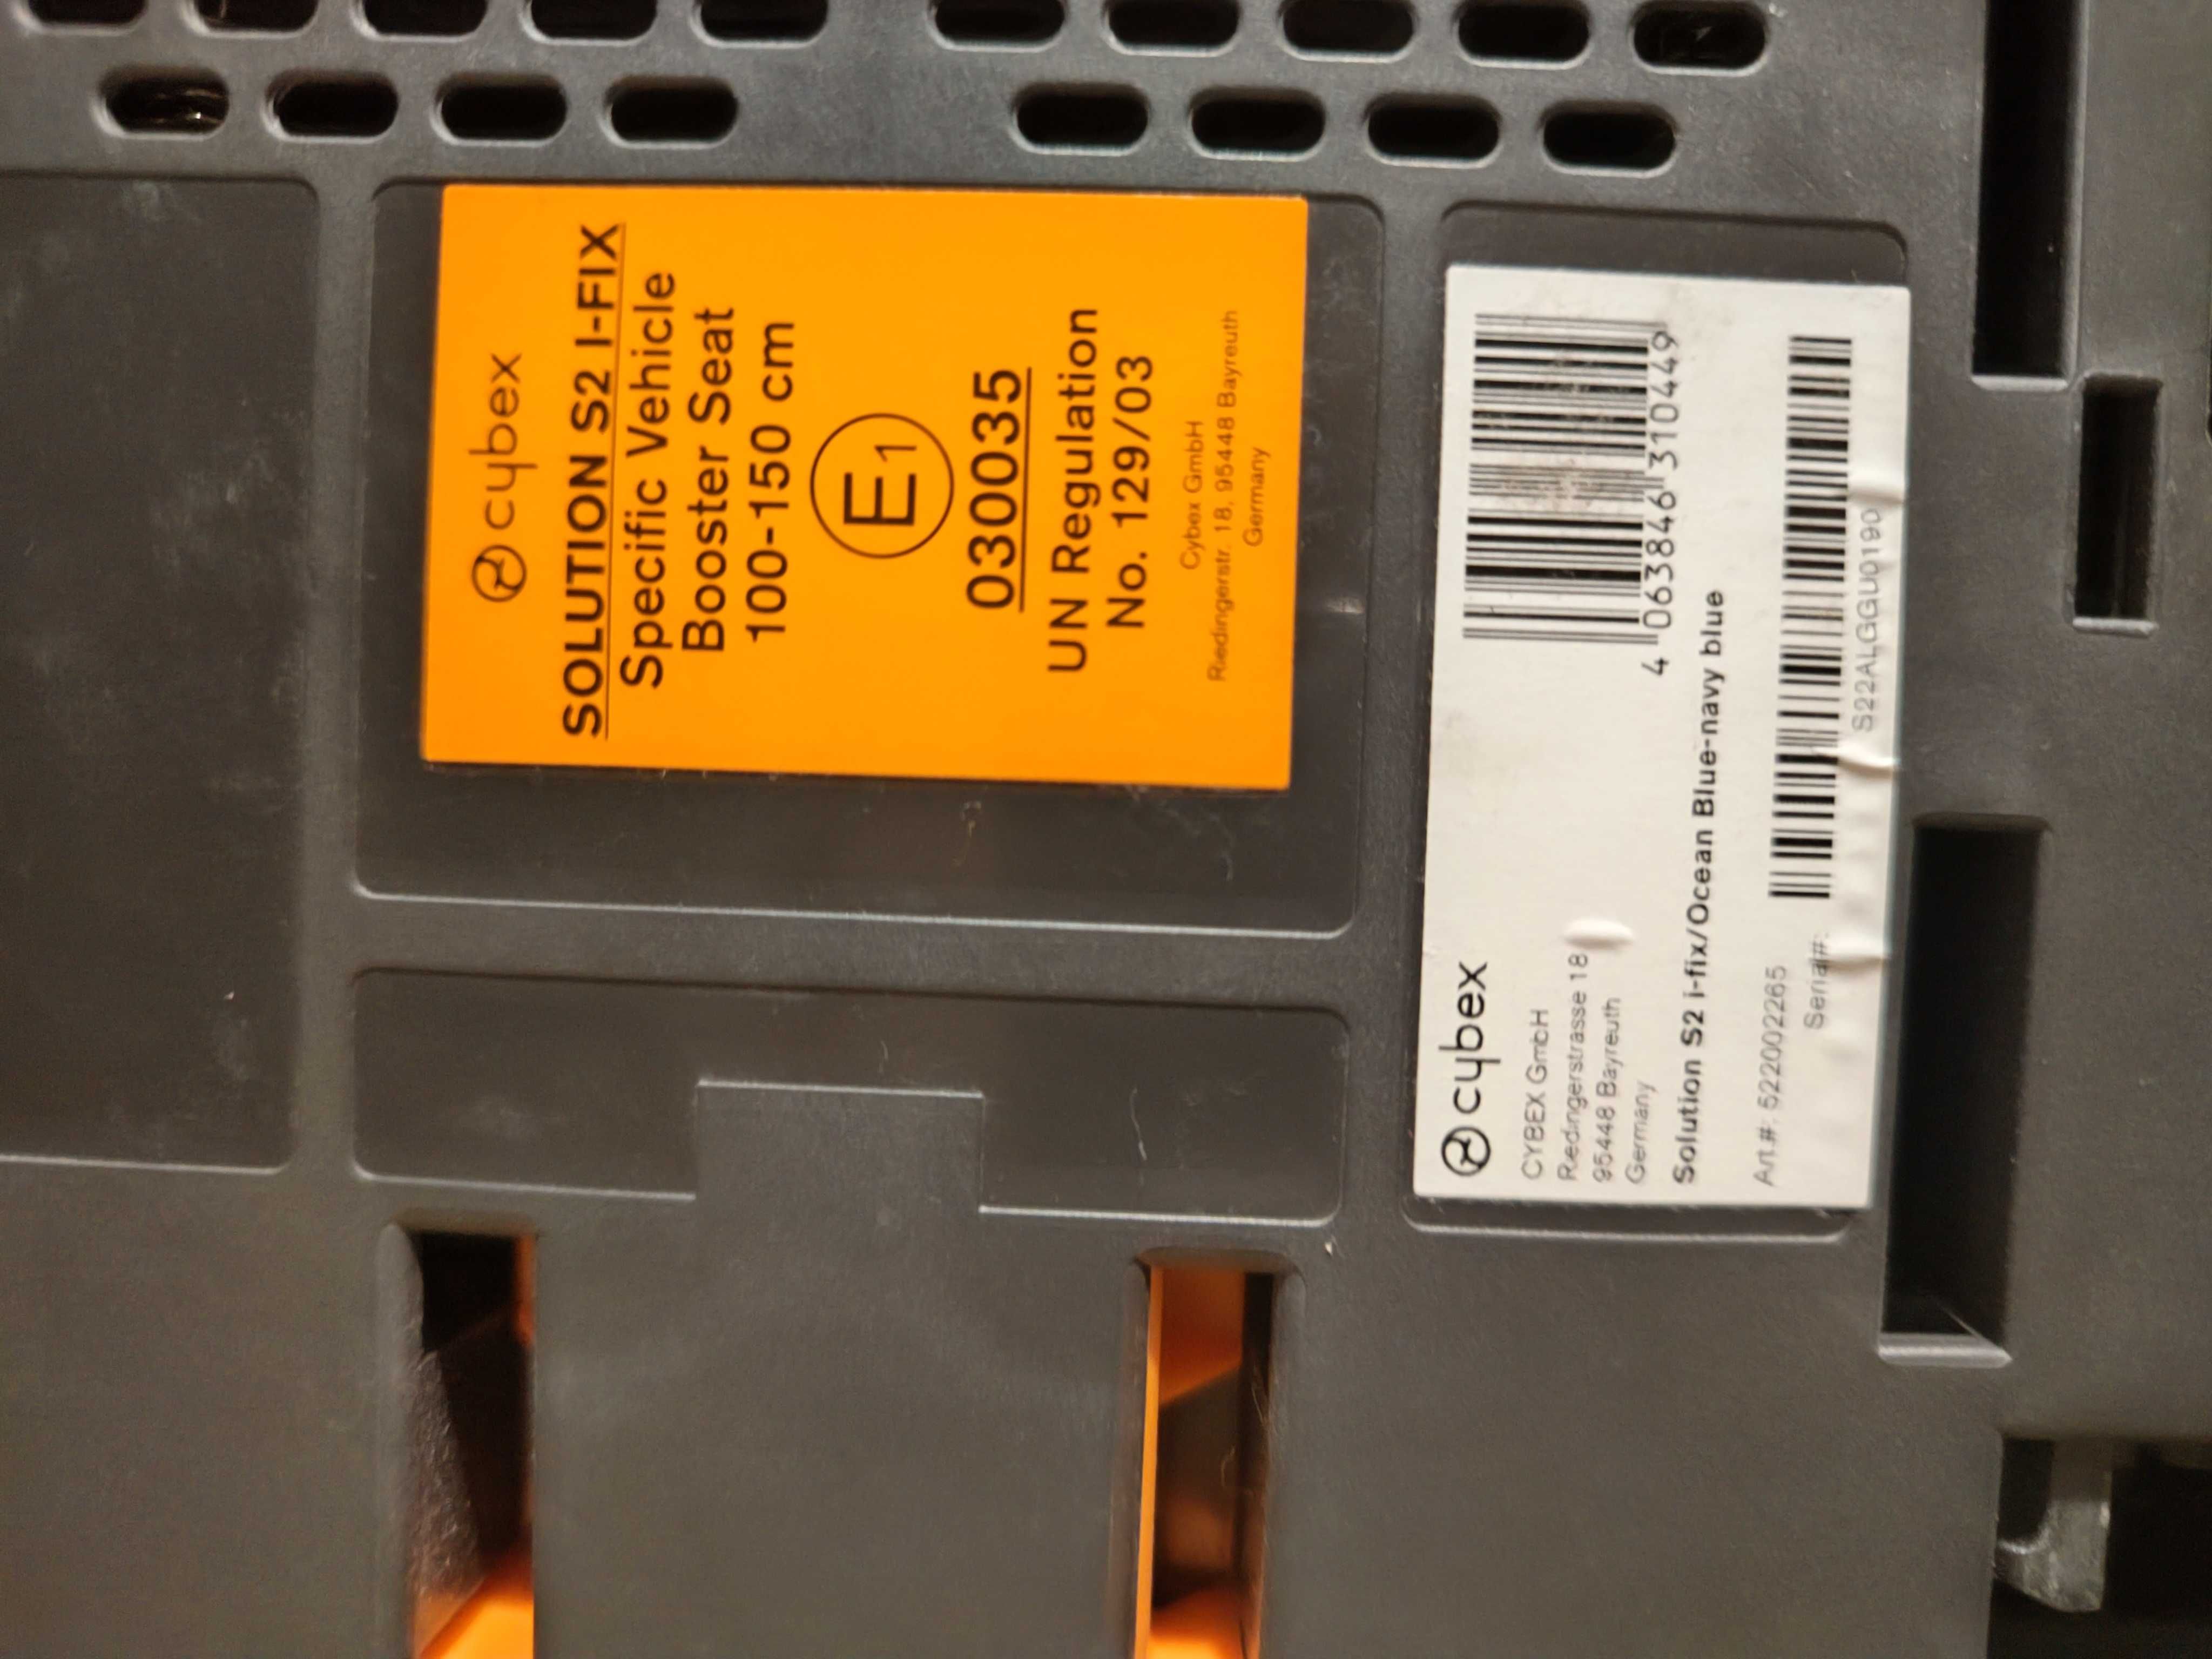 cybex
SOLUTION S2 I-FIX
Specific Vehicle
Booster Seat
100-150 cm
E1
030035
UN Regulation
No. 129/03
Cybex GmbH
Riedingerstr. 18, 95448 Bayreuth
Germany
cybex
CYBEX GmbH
Riedingerstrasse 18
95448 Bayreuth
Germany
4 063846 310449
Solution S2 i-fix/Ocean Blue-navy blue
Art.#: 522002265
Serial#:
S22ALGGU0190